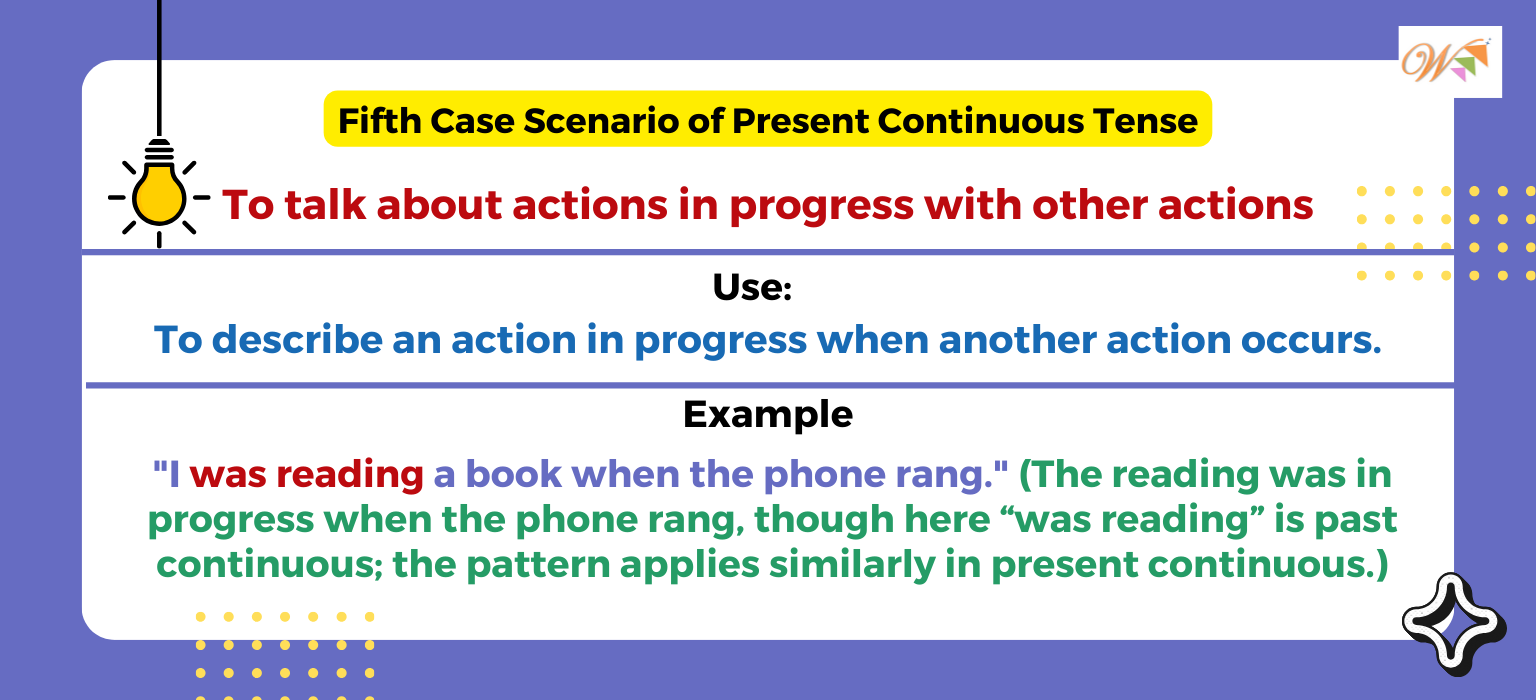 Fifth Case Scenario of Present Continuous Tense
To talk about actions in progress with other actions
Use:
To describe an action in progress when another action occurs.
Example
"I was reading a book when the phone rang." (The reading was in
progress when the phone rang, though here “was reading” is past
continuous; the pattern applies similarly in present continuous.)
W